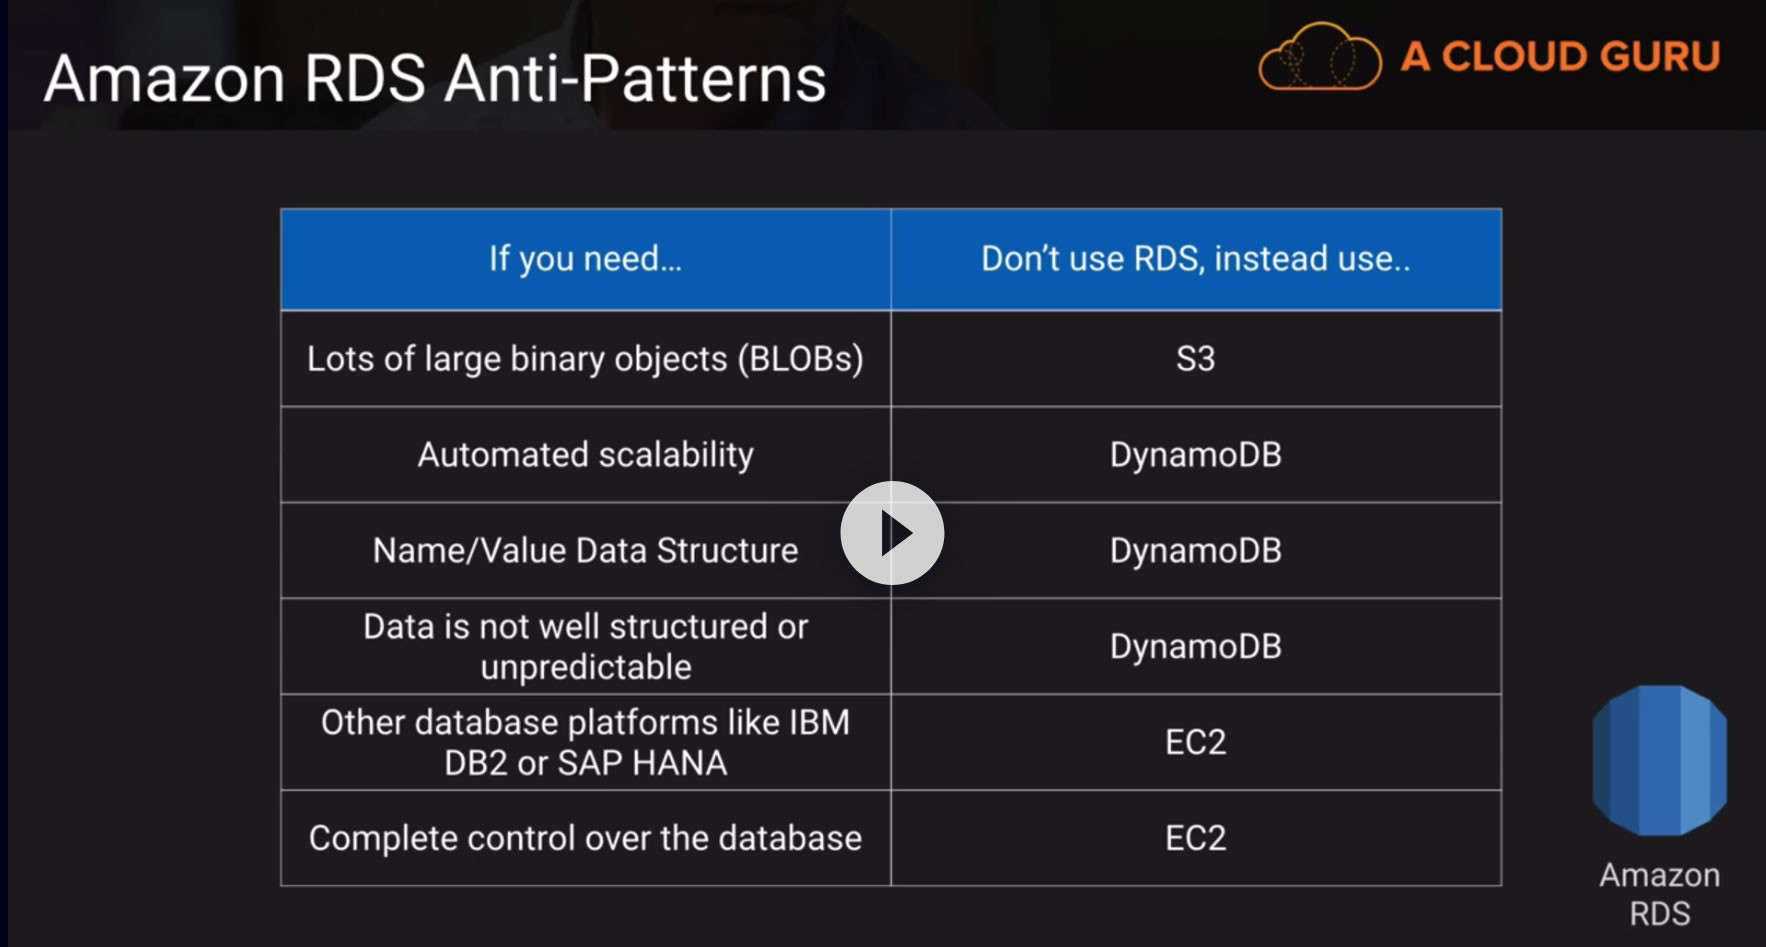 Amazon RDS Anti-Patterns
A CLOUD GURU
If you need...
Don't use RDS, instead use..
Lots of large binary objects (BLOBs)
S3
Automated scalability
DynamoDB
Name/Value Data Structure
DynamoDB
Data is not well structured or
unpredictable
DynamoDB
Other database platforms like IBM
DB2 or SAP HANA
EC2
Complete control over the database
EC2
Amazon
RDS